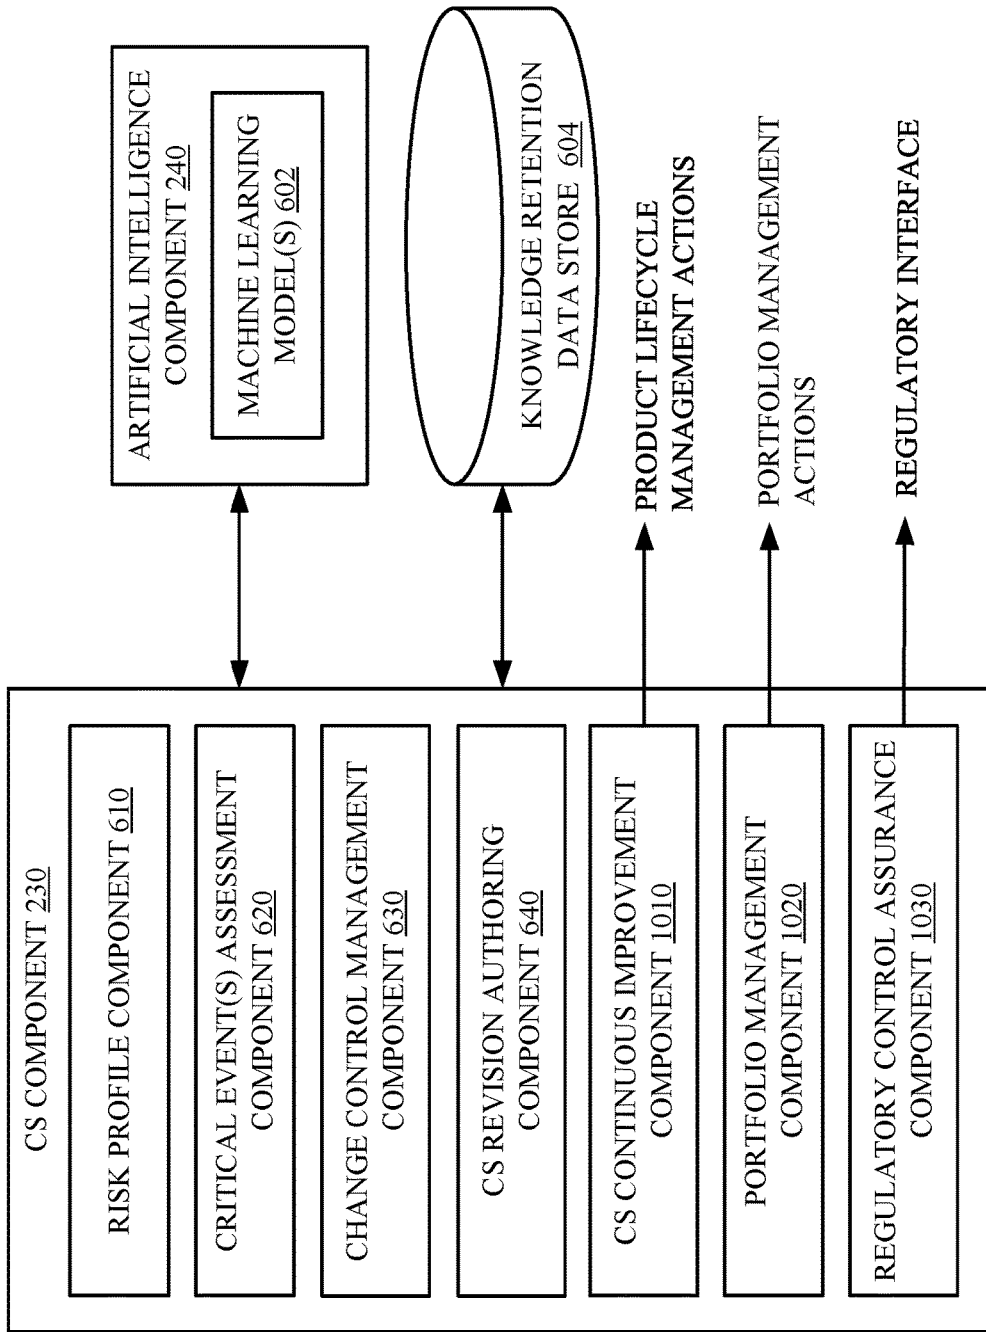 CS COMPONENT 230
RISK PROFILE COMPONENT 610
CRITICAL EVENT(S) ASSESSMENT
COMPONENT 620
CHANGE CONTROL MANAGEMENT
COMPONENT 630
CS REVISION AUTHORING
COMPONENT 640
CS CONTINUOUS IMPROVEMENT
COMPONENT 1010
PORTFOLIO MANAGEMENT
COMPONENT 1020
REGULATORY CONTROL ASSURANCE
COMPONENT 1030
ARTIFICIAL INTELLIGENCE
COMPONENT 240
MACHINE LEARNING
MODEL(S) 602
KNOWLEDGE RETENTION
DATA STORE 604
PRODUCT LIFECYCLE
MANAGEMENT ACTIONS
PORTFOLIO MANAGEMENT
ACTIONS
REGULATORY INTERFACE